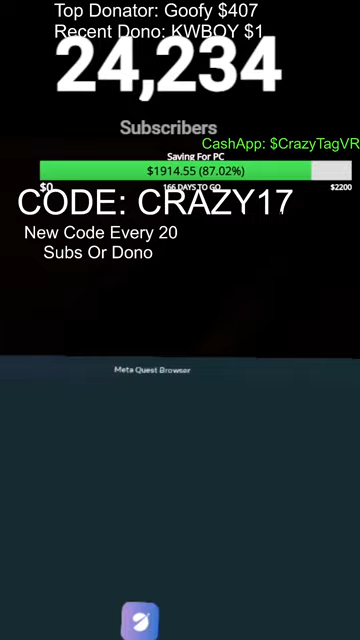 Top Donator: Goofy $407
Recent Dono: KWBOY $1
24,234
Subscribers
CashApp: $CrazyTagVR
Saving For PC
$1914.55 (87.02%)
$0 166 DAYS TO GO $2200
CODE: CRAZY17
New Code Every 20
Subs Or Dono
Meta Quest Browser